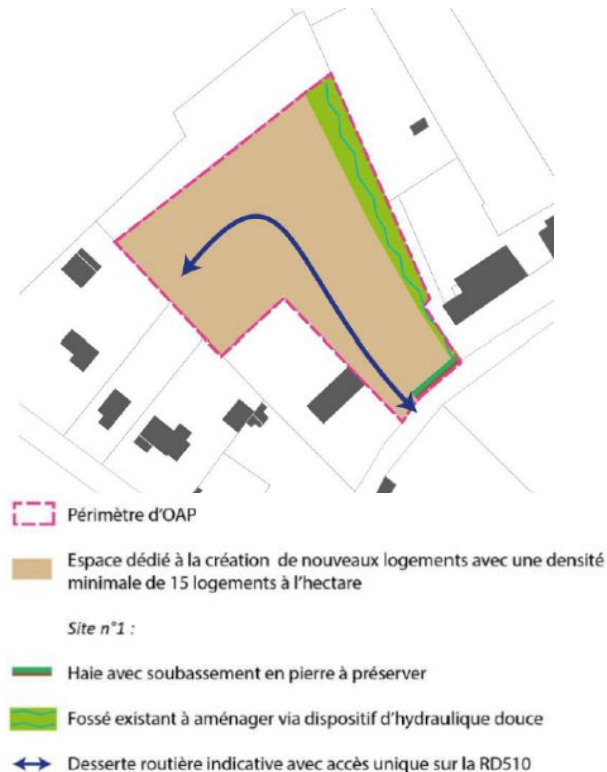 Périmètre d'OAP
Espace dédié à la création de nouveaux logements avec une densité
minimale de 15 logements à l'hectare
Site n°1 :
Haie avec soubassement en pierre à préserver
Fossé existant à aménager via dispositif d'hydraulique douce
Desserte routière indicative avec accès unique sur la RD510